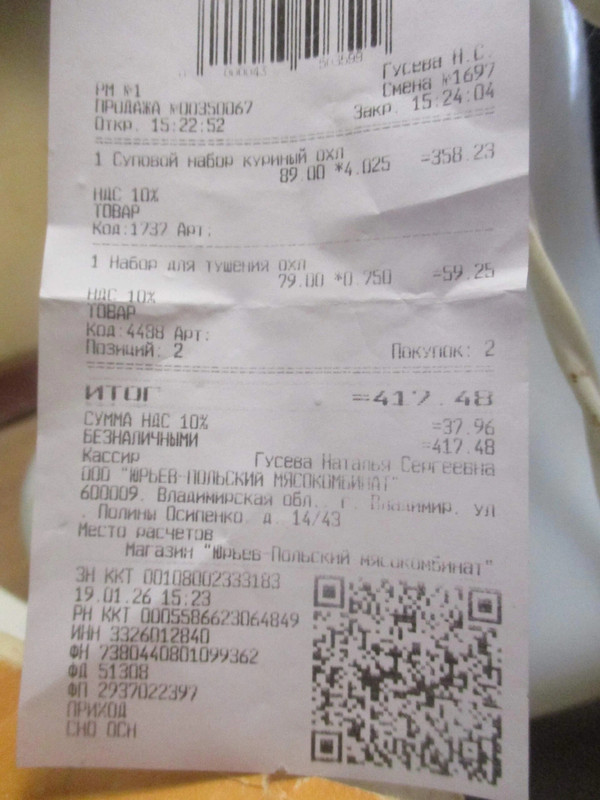 503599
Гусева Н.С.
РМ №1 Смена №1697
ПРОДАЖА №00350067 Закр. 15:24:04
Откр. 15:22:52
1 Суповой набор куриный охл
89.00 *4.025 =358.23
НДС 10%
ТОВАР
Код:1737 Арт:
1 Набор для тушения охл
79.00 *0.750 =59.25
НДС 10%
ТОВАР
Код:4498 Арт:
Позиций: 2 Покупок: 2
ИТОГ =417.48
СУММА НДС 10% =37.96
БЕЗНАЛИЧНЫМИ =417.48
Кассир Гусева Наталья Сергеевна
ООО "ЮРЬЕВ-ПОЛЬСКИЙ МЯСОКОМБИНАТ"
600009. Владимирская обл., г. Владимир. ул
. Полины Осипенко. д. 14/43
Место расчетов
Магазин "Юрьев-Польский мясокомбинат"
ЗН ККТ 00108002333183
19.01.26 15:23
РН ККТ 0005586623064849
ИНН 3326012840
ФН 7380440801099362
ФД 51308
ФП 2937022397
ПРИХОД
СНО ОСН